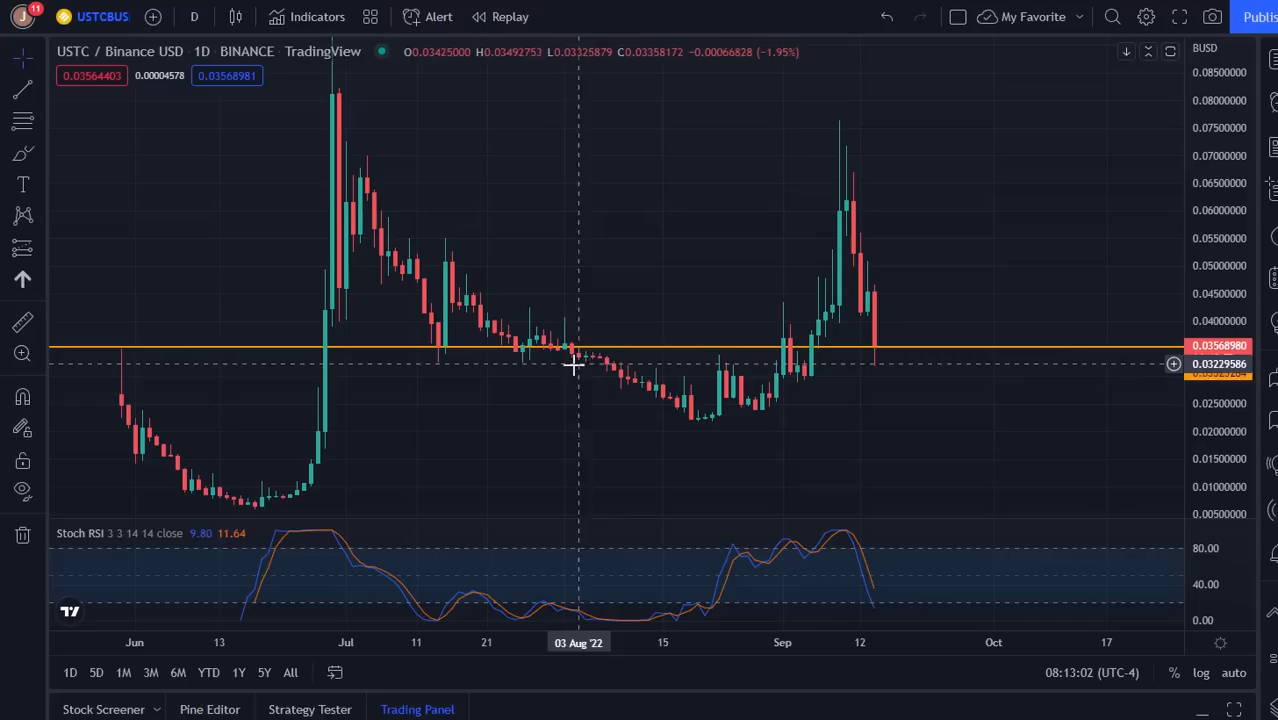 J 11 USTCBUS D Indicators Alert Replay My Favorite Publis
USTC / Binance USD · 1D · BINANCE · TradingView O0.03425000 H0.03492753 L0.03325879 C0.03358172 −0.00066828 (−1.95%) BUSD
0.03564403 0.00004578 0.03568981
0.08500000
0.08000000
0.07500000
0.07000000
0.06500000
0.06000000
0.05500000
0.05000000
0.04500000
0.04000000
0.03568980
0.03229586
0.02500000
0.02000000
0.01500000
0.01000000
0.00500000
Stoch RSI 3 3 14 14 close 9.80 11.64
80.00
40.00
0.00
Jun 13 Jul 11 21 03 Aug '22 15 Sep 12 Oct 17
1D 5D 1M 3M 6M YTD 1Y 5Y All 08:13:02 (UTC-4) % log auto
Stock Screener Pine Editor Strategy Tester Trading Panel